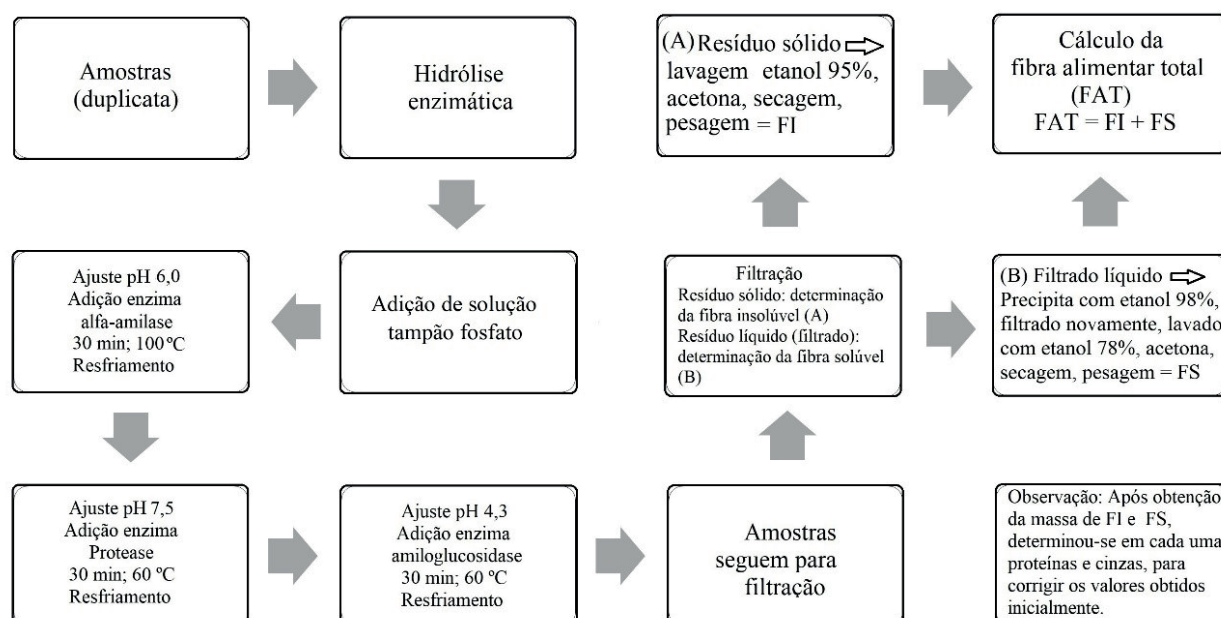 Amostras
(duplicata)
Hidrólise
enzimática
Adição de solução
tampão fosfato
Ajuste pH 6,0
Adição enzima
alfa-amilase
30 min; 100 ºC
Resfriamento
Ajuste pH 7,5
Adição enzima
Protease
30 min; 60 ºC
Resfriamento
Ajuste pH 4,3
Adição enzima
amiloglucosidase
30 min; 60 ºC
Resfriamento
Amostras
seguem para
filtração
Filtração
Resíduo sólido: determinação
da fibra insolúvel (A)
Resíduo líquido (filtrado):
determinação da fibra solúvel
(B)
(A) Resíduo sólido ⇨
lavagem etanol 95%,
acetona, secagem,
pesagem = FI
(B) Filtrado líquido ⇨
Precipita com etanol 98%,
filtrado novamente, lavado
com etanol 78%, acetona,
secagem, pesagem = FS
Cálculo da
fibra alimentar total
(FAT)
FAT = FI + FS
Observação: Após obtenção
da massa de FI e FS,
determinou-se em cada uma
proteínas e cinzas, para
corrigir os valores obtidos
inicialmente.